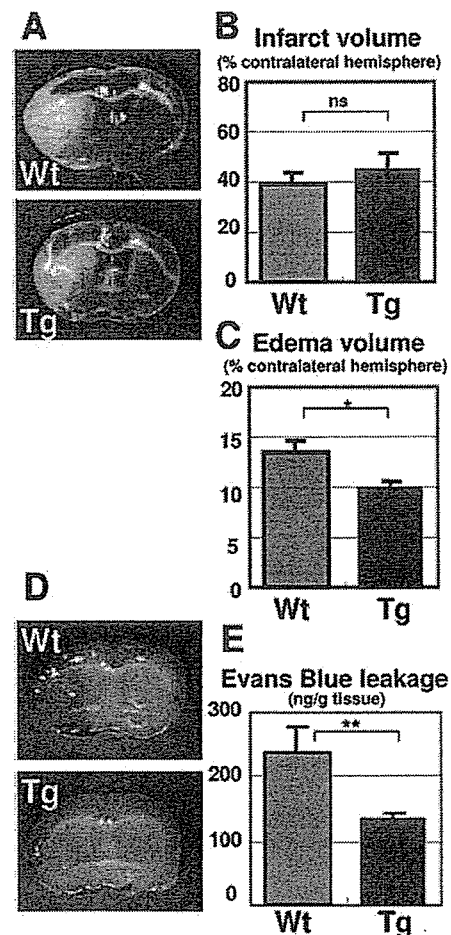 A
Wt
Tg
B
Infarct volume
(% contralateral hemisphere)
80
60
40
20
0
ns
Wt Tg
C
Edema volume
(% contralateral hemisphere)
20
15
10
5
0
*
Wt Tg
D
Wt
Tg
E
Evans Blue leakage
(ng/g tissue)
300
200
100
0
**
Wt Tg